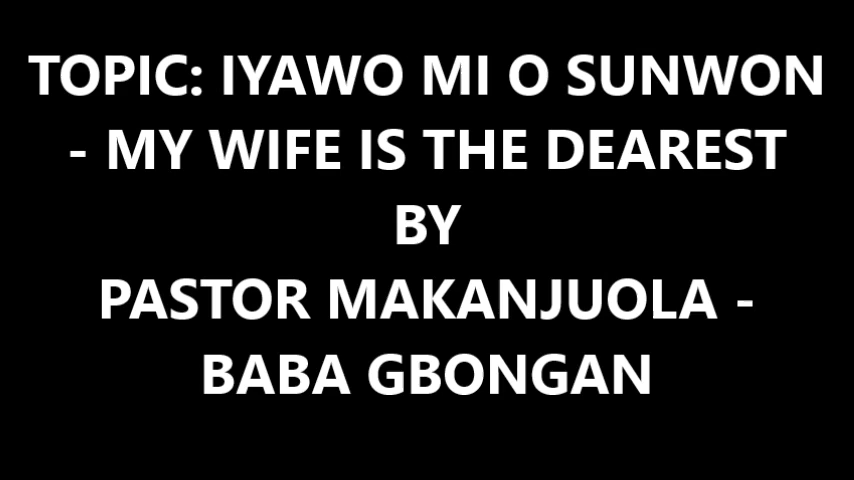 TOPIC: IYAWO MI O SUNWON
- MY WIFE IS THE DEAREST
BY
PASTOR MAKANJUOLA -
BABA GBONGAN